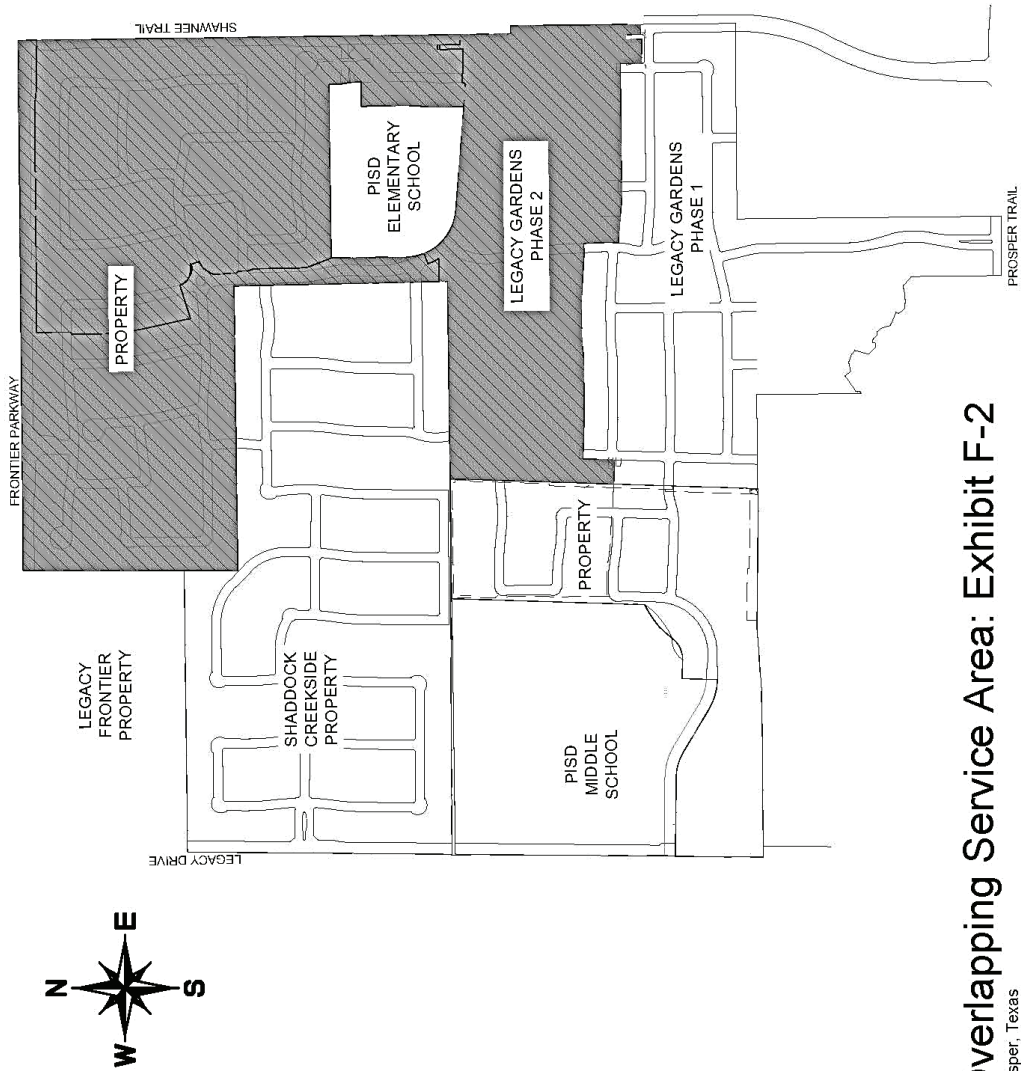 SHAWNEE TRAIL
FRONTIER PARKWAY
PROPERTY
PISD
ELEMENTARY
SCHOOL
LEGACY GARDENS
PHASE 2
LEGACY GARDENS
PHASE 1
PROSPER TRAIL
LEGACY
FRONTIER
PROPERTY
SHADDOCK
CREEKSIDE
PROPERTY
PROPERTY
PISD
MIDDLE
SCHOOL
LEGACY DRIVE
N
W
E
S
verlapping Service Area: Exhibit F-2
sper, Texas